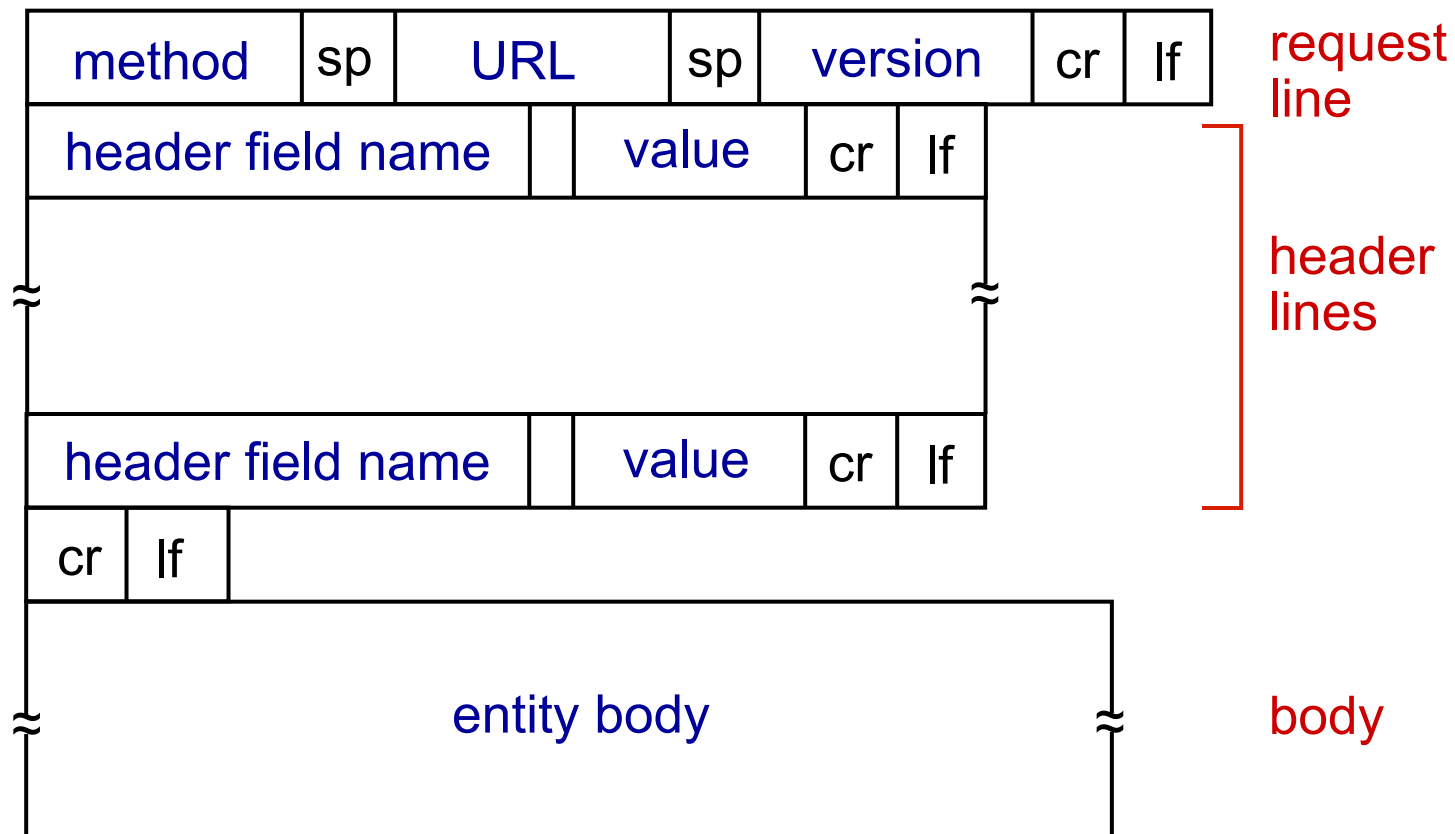 method sp URL sp version cr lf
request
line
header field name value cr lf
header
lines
≈ ≈
header field name value cr lf
cr lf
≈ entity body ≈
body